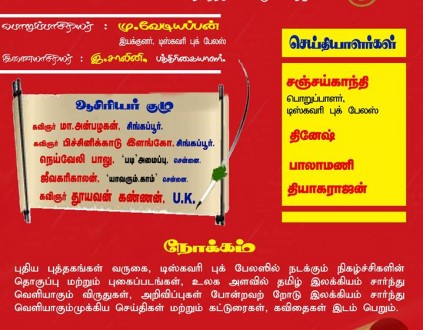 பொறுப்பாசிரியர் : மு.வேடியப்பன்
இயக்குனர், டிஸ்கவரி புக் பேலஸ்
இணையாசிரியர் : இ.சாலினி, பத்திரிகையாளர்.
ஆசிரியர் குழு
கவிஞர் மா.அன்பழகன், சிங்கப்பூர்.
கவிஞர் பிச்சினிக்காடு இளங்கோ, சிங்கப்பூர்.
நெய்வேலி பாலு, 'படி' அமைப்பு, சென்னை.
ஜீவகரிகாலன், 'யாவரும்.காம்' சென்னை.
கவிஞர் தூயவன் கண்ணன், U.K.
செய்தியாளர்கள்
சஞ்சய்காந்தி
பொறுப்பாளர்,
டிஸ்கவரி புக் பேலஸ்
தினேஷ்
பாலாமணி
தியாகராஜன்
நோக்கம்
புதிய புத்தகங்கள் வருகை, டிஸ்கவரி புக் பேலஸில் நடக்கும் நிகழ்ச்சிகளின்
தொகுப்பு மற்றும் புகைப்படங்கள், உலக அளவில் தமிழ் இலக்கியம் சார்ந்து
வெளியாகும் விருதுகள், அறிவிப்புகள் போன்றவற் றோடு இலக்கியம் சார்ந்து
வெளியாகும்முக்கிய செய்திகள் மற்றும் கட்டுரைகள், கவிதைகள் இடம் பெறும்.